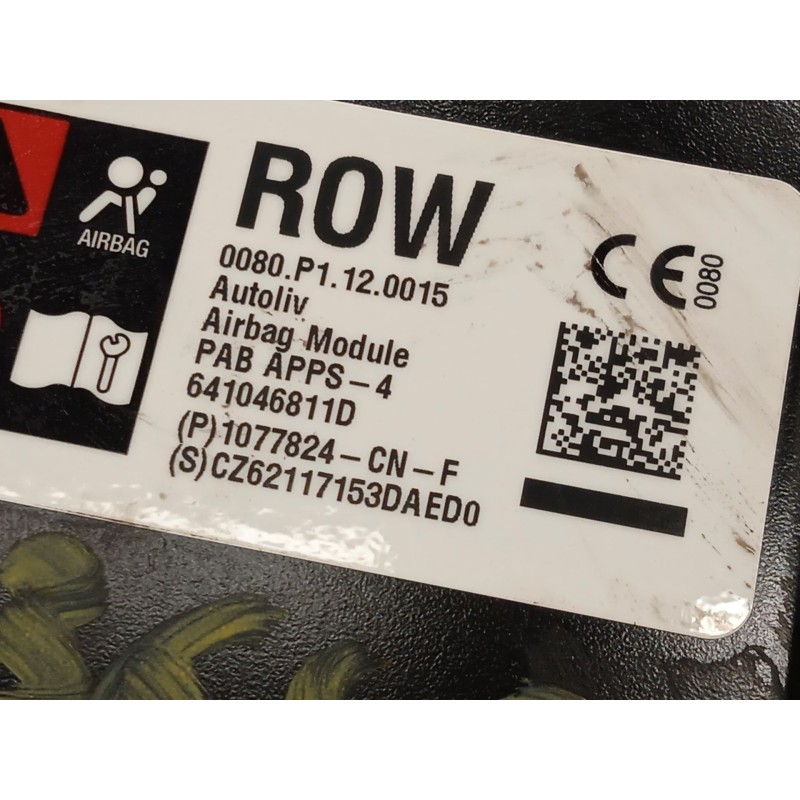 AIRBAG
ROW
0080.P1.12.0015
Autoliv
Airbag Module
PAB APPS-4
641046811D
(P)1077824-CN-F
(S)CZ62117153DAED0
CE
0080